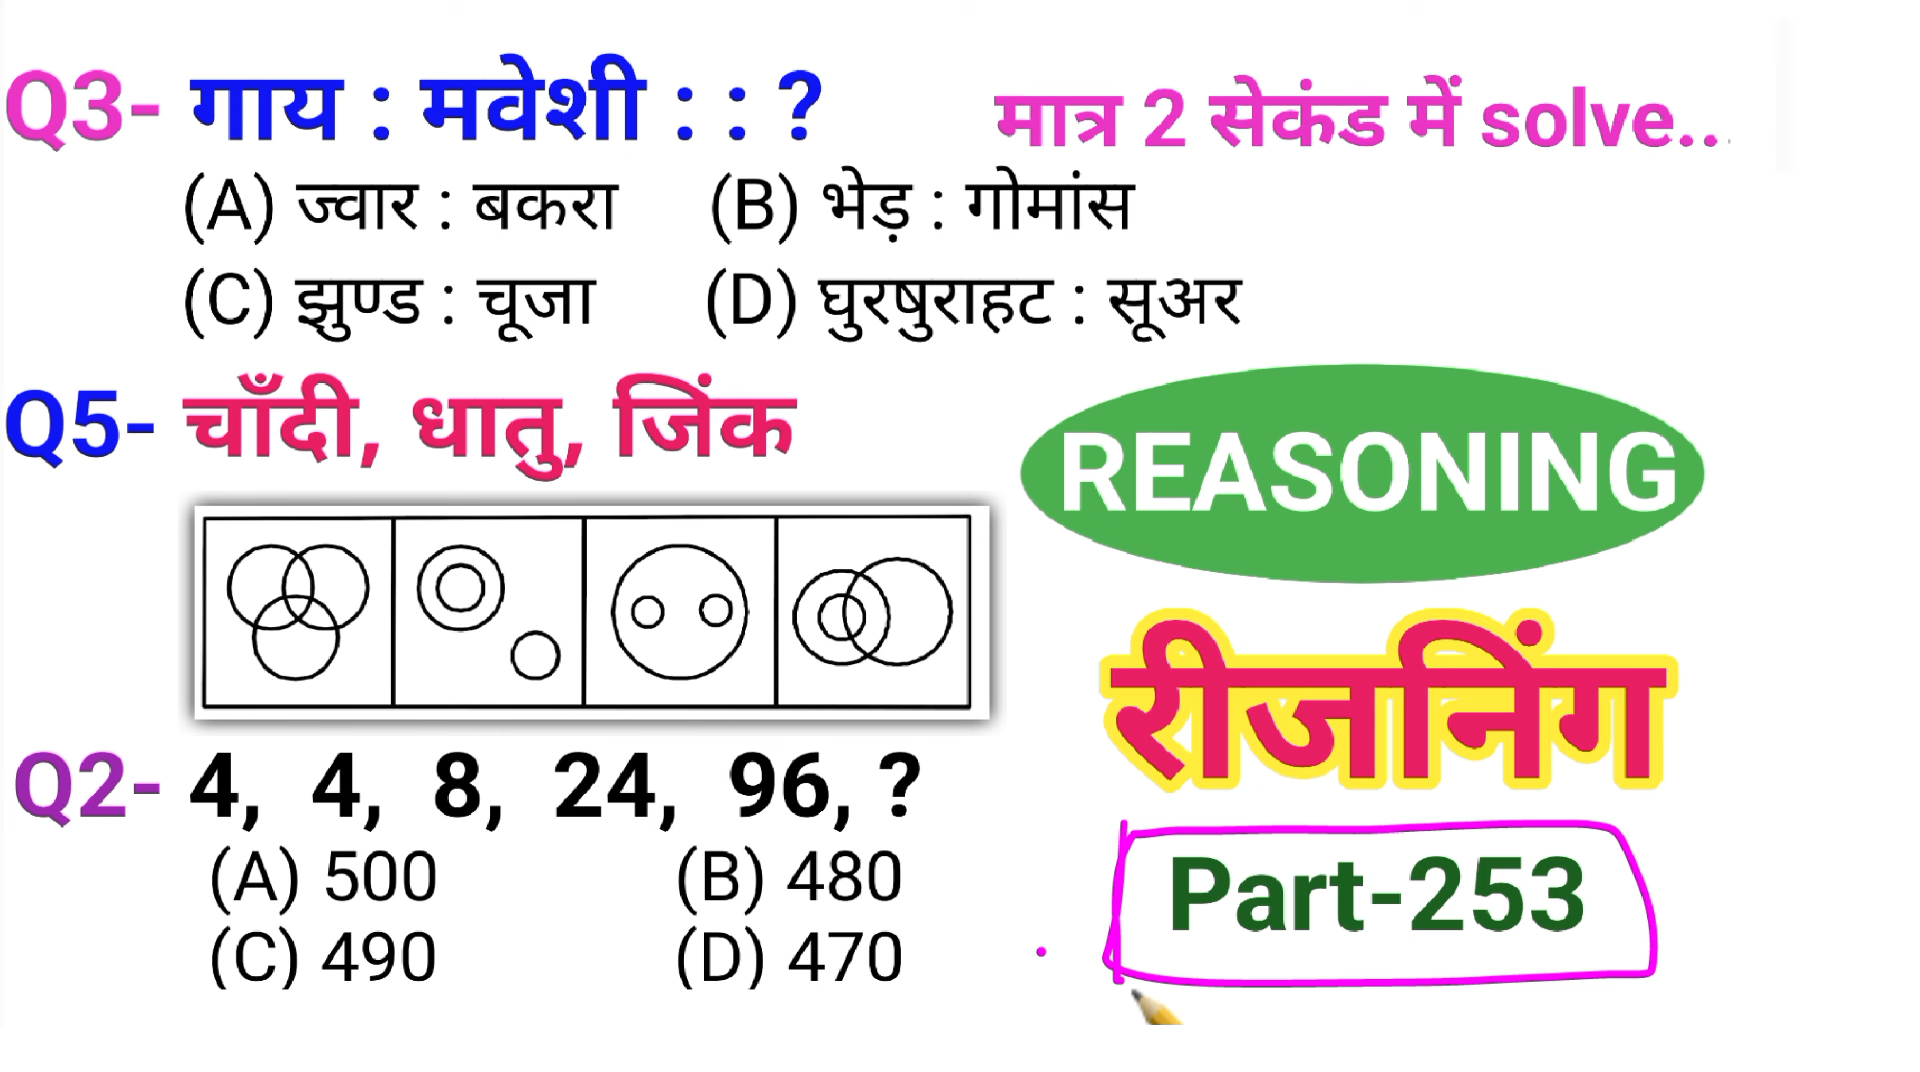 Q3- गाय : मवेशी : : ?
मात्र 2 सेकंड में solve..
(A) ज्वार : बकरा (B) भेड़ : गोमांस
(C) झुण्ड : चूजा (D) घुरषुराहट : सूअर
Q5- चाँदी, धातु, जिंक
REASONING
रीजनिंग
Q2- 4, 4, 8, 24, 96, ?
(A) 500 (B) 480
(C) 490 (D) 470
Part-253